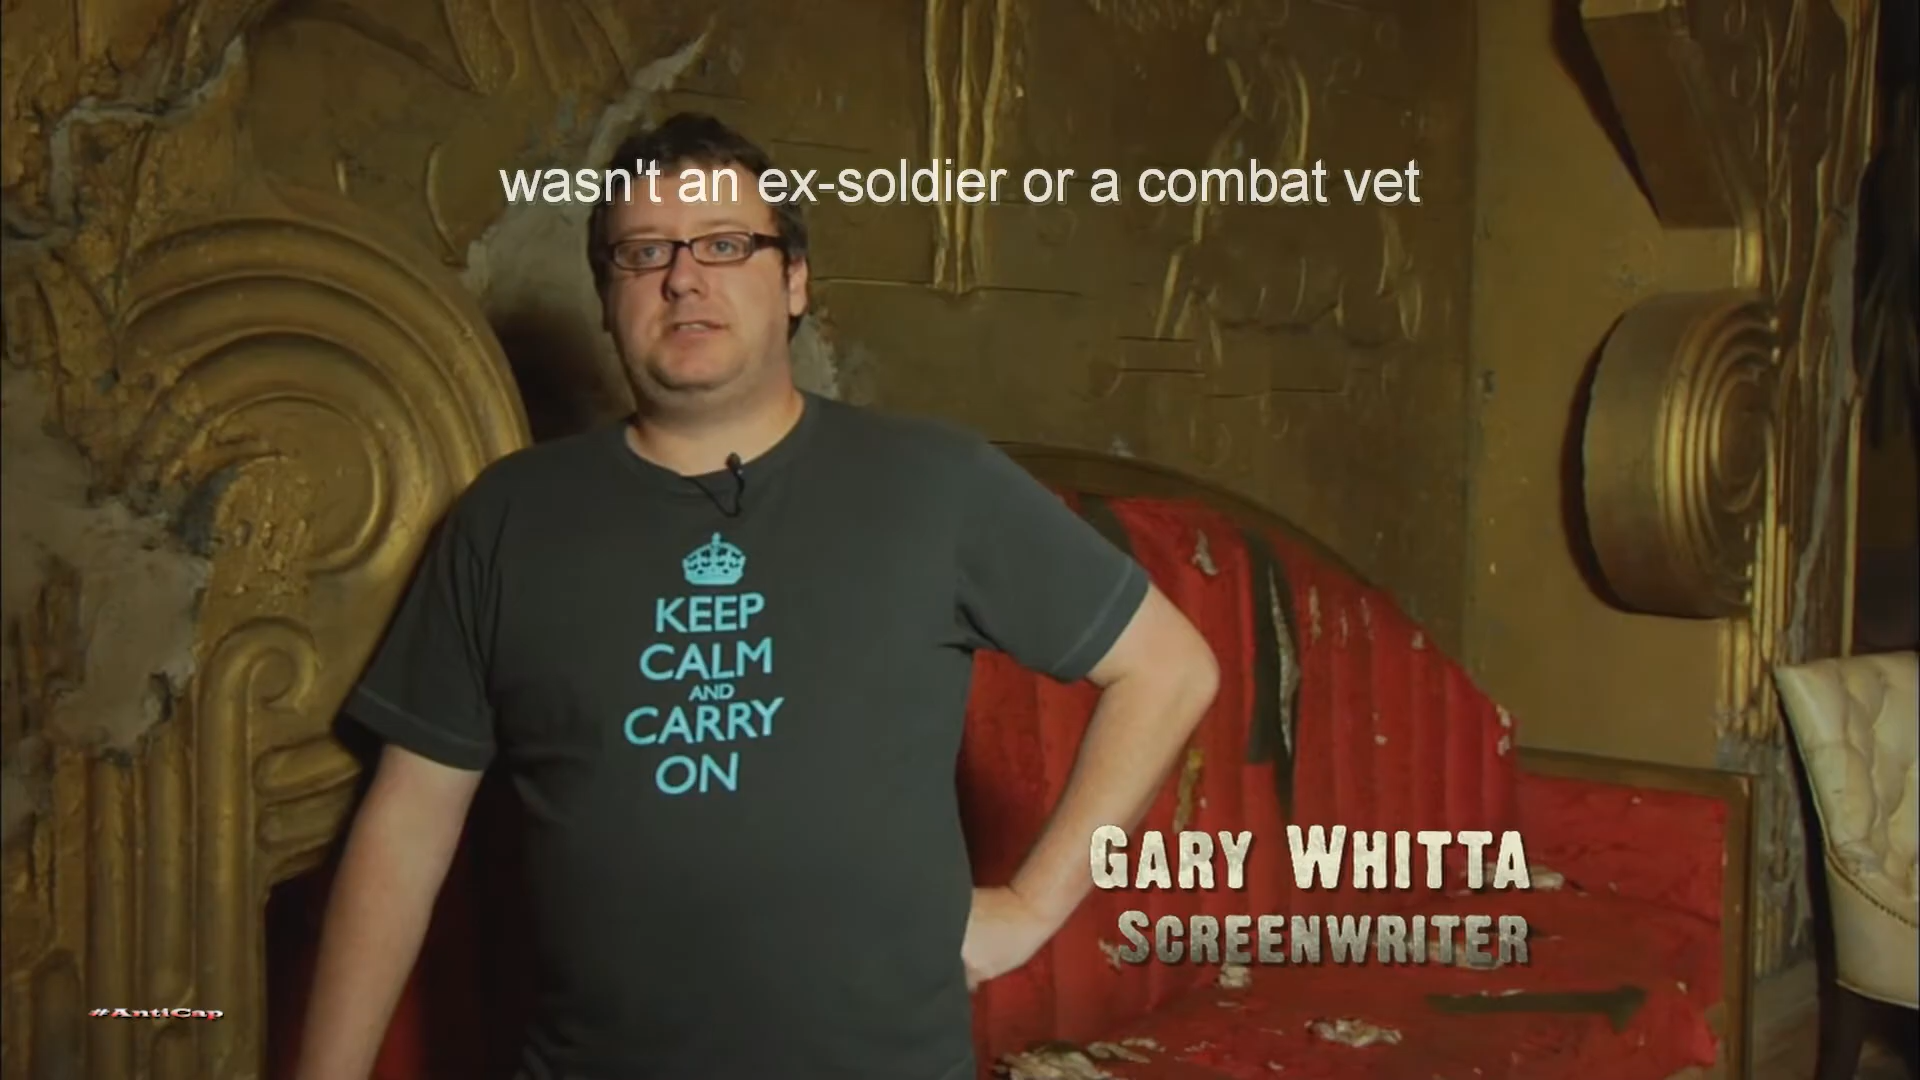 wasn't an ex-soldier or a combat vet
KEEP
CALM
AND
CARRY
ON
GARY WHITTA
SCREENWRITER
#AntiCap